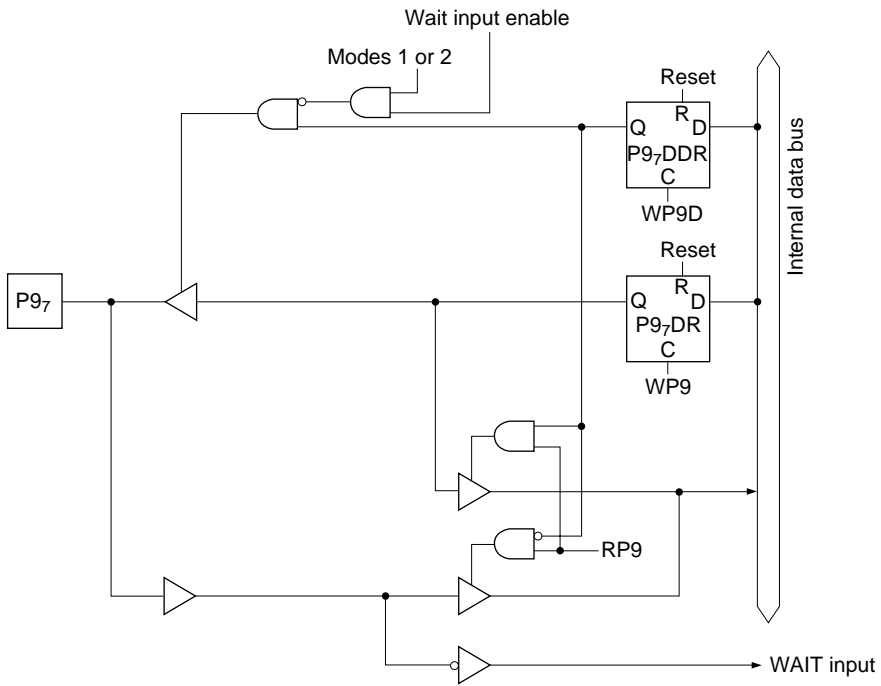 Wait input enable
Modes 1 or 2
Reset
R
Q D
P9₇DDR
C
WP9D
Internal data bus
Reset
R
P9₇
Q D
P9₇DR
C
WP9
RP9
WAIT input